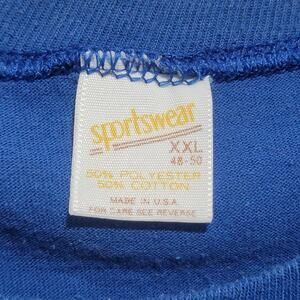 sportswear
XXL
48-50
50% POLYESTER
50% COTTON
MADE IN U.S.A
FOR CARE SEE REVERSE